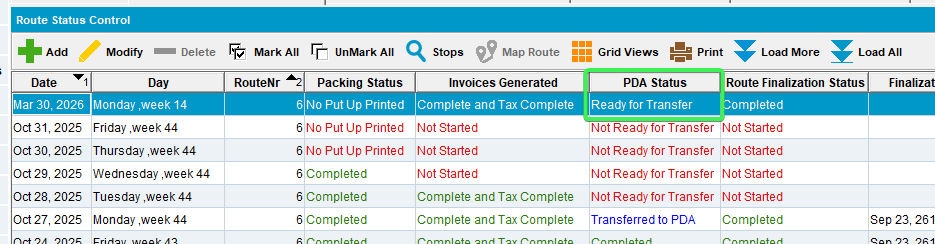 Route Status Control
Add Modify Delete Mark All UnMark All Stops Map Route Grid Views Print Load More Load All
Date 1 Day RouteNr 2 Packing Status Invoices Generated PDA Status Route Finalization Status Finalizat
Mar 30, 2026 Monday ,week 14 6 No Put Up Printed Complete and Tax Complete Ready for Transfer Completed
Oct 31, 2025 Friday ,week 44 6 No Put Up Printed Not Started Not Ready for Transfer Not Started
Oct 30, 2025 Thursday ,week 44 6 No Put Up Printed Not Started Not Ready for Transfer Not Started
Oct 29, 2025 Wednesday ,week 44 6 Completed Not Started Not Ready for Transfer Not Started
Oct 28, 2025 Tuesday ,week 44 6 Completed Complete and Tax Complete Not Ready for Transfer Not Started
Oct 27, 2025 Monday ,week 44 6 Completed Complete and Tax Complete Transferred to PDA Completed Sep 23, 261
Oct 24, 2025 Friday ,week 43 6 Completed Complete and Tax Complete Completed Completed